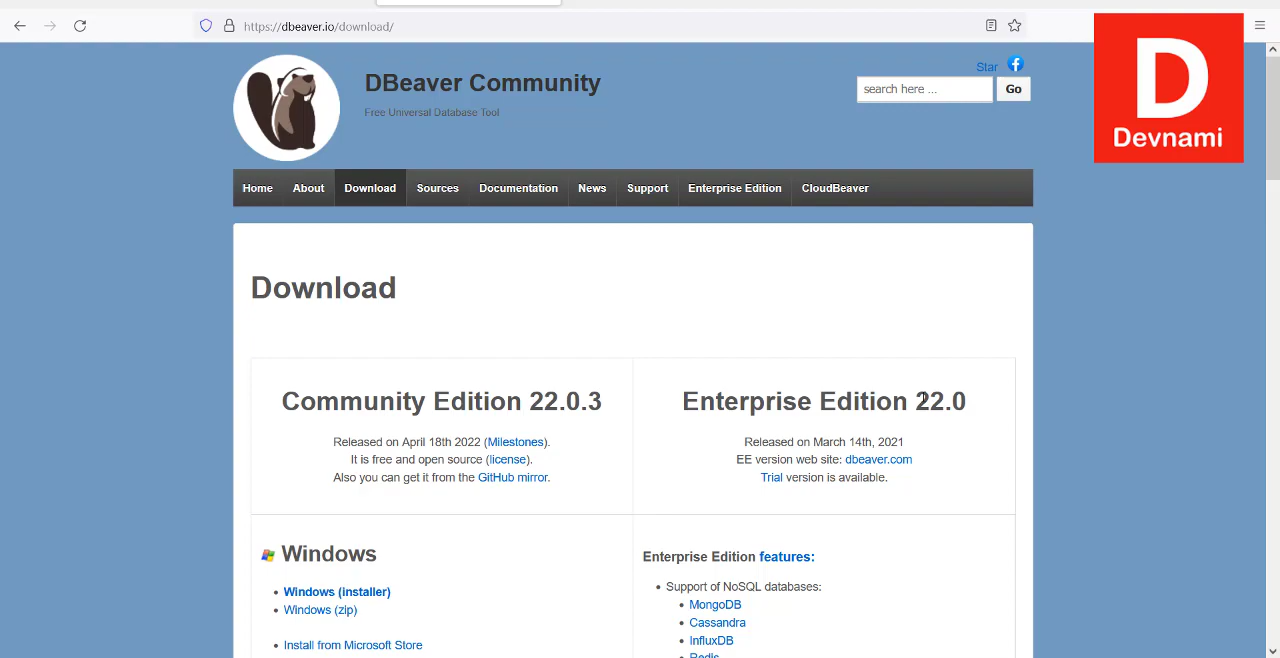 https://dbeaver.io/download/
D
Devnami
DBeaver Community
Free Universal Database Tool
Star
search here ...
Go
Home About Download Sources Documentation News Support Enterprise Edition CloudBeaver
Download
Community Edition 22.0.3
Released on April 18th 2022 (Milestones).
It is free and open source (license).
Also you can get it from the GitHub mirror.
Enterprise Edition 22.0
Released on March 14th, 2021
EE version web site: dbeaver.com
Trial version is available.
Windows
Windows (installer)
Windows (zip)
Install from Microsoft Store
Enterprise Edition features:
Support of NoSQL databases:
MongoDB
Cassandra
InfluxDB
Redis